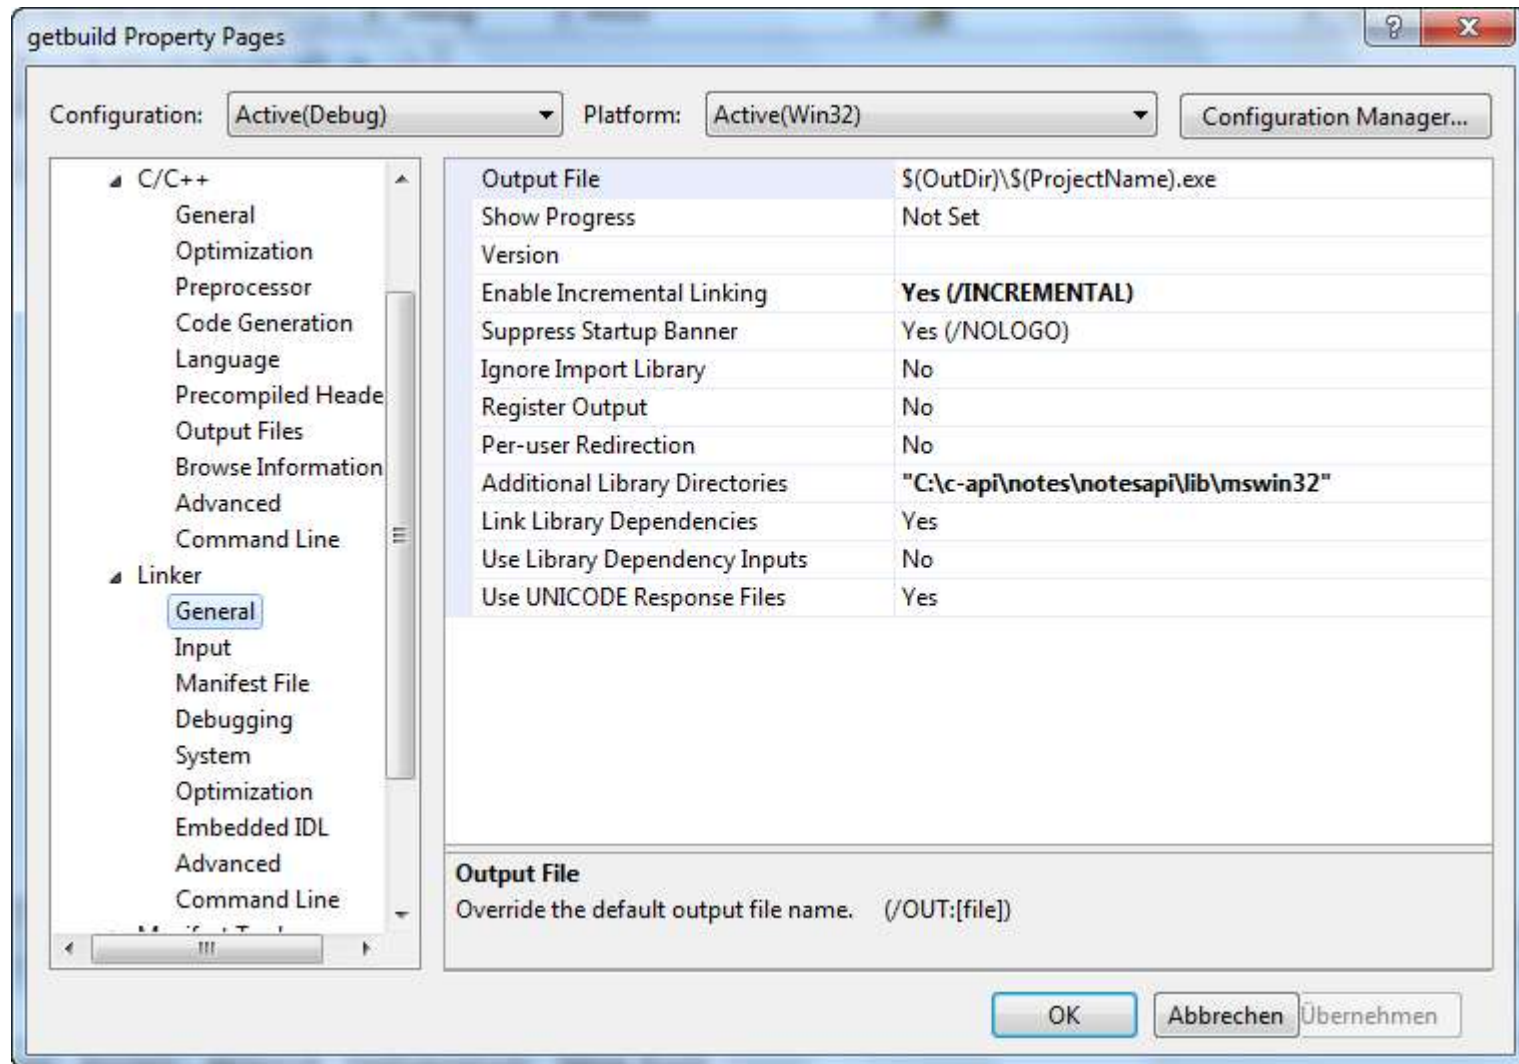 getbuild Property Pages
Configuration: Active(Debug) Platform: Active(Win32) Configuration Manager...
C/C++
General
Optimization
Preprocessor
Code Generation
Language
Precompiled Heade
Output Files
Browse Information
Advanced
Command Line
Linker
General
Input
Manifest File
Debugging
System
Optimization
Embedded IDL
Advanced
Command Line
Output File $(OutDir)\$(ProjectName).exe
Show Progress Not Set
Version
Enable Incremental Linking Yes (/INCREMENTAL)
Suppress Startup Banner Yes (/NOLOGO)
Ignore Import Library No
Register Output No
Per-user Redirection No
Additional Library Directories "C:\c-api\notes\notesapi\lib\mswin32"
Link Library Dependencies Yes
Use Library Dependency Inputs No
Use UNICODE Response Files Yes
Output File
Override the default output file name. (/OUT:[file])
OK Abbrechen Übernehmen